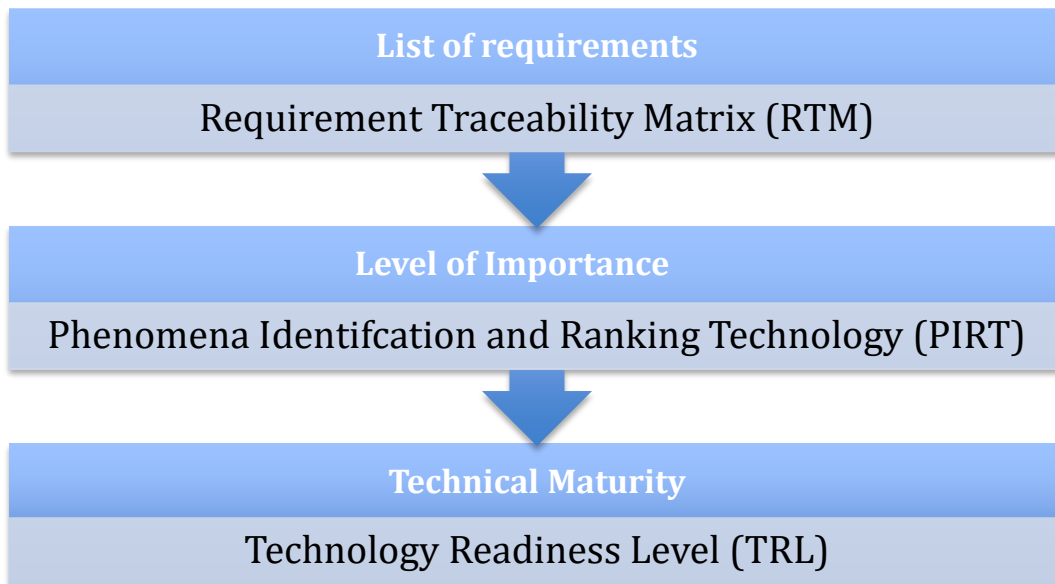 List of requirements
Requirement Traceability Matrix (RTM)
Level of Importance
Phenomena Identifcation and Ranking Technology (PIRT)
Technical Maturity
Technology Readiness Level (TRL)